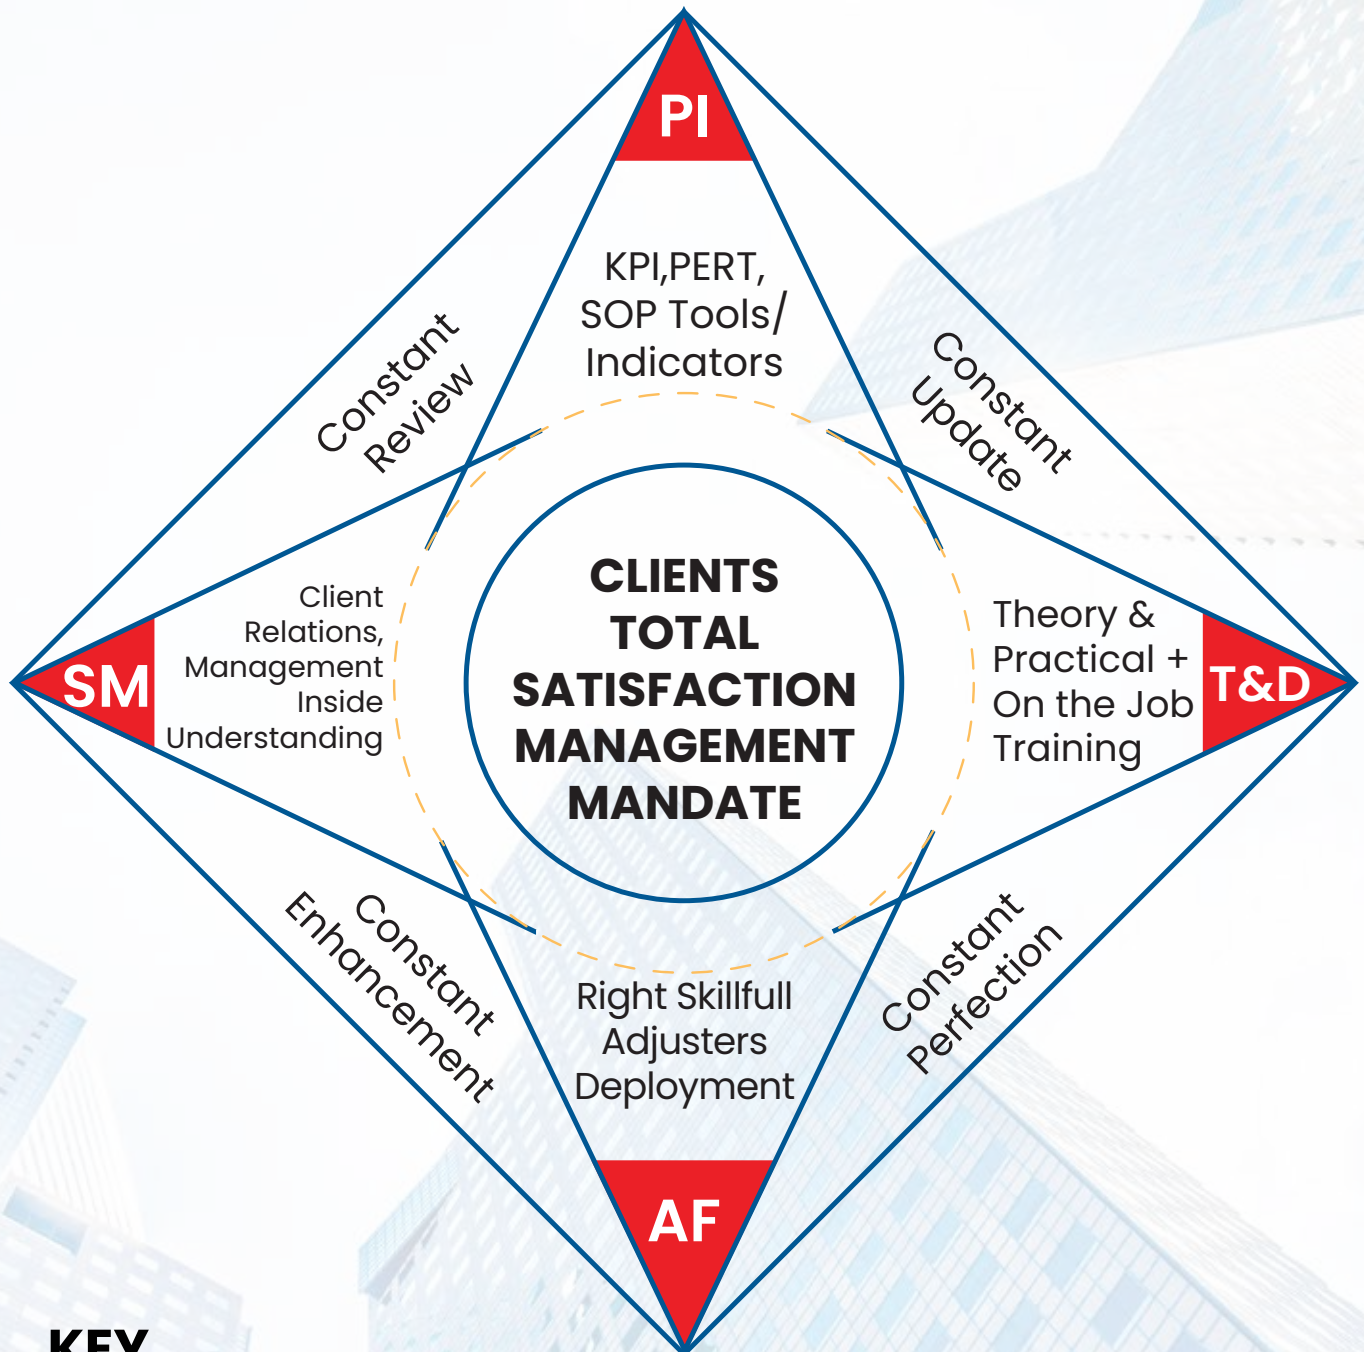 PI
KPI,PERT,
SOP Tools/
Indicators
Constant
Review
Constant
Update
CLIENTS
TOTAL
SATISFACTION
MANAGEMENT
MANDATE
SM
Client
Relations,
Management
Inside
Understanding
Theory &
Practical +
On the Job
Training
T&D
Constant
Enhancement
Right Skillfull
Adjusters
Deployment
Constant
Perfection
AF
KEY